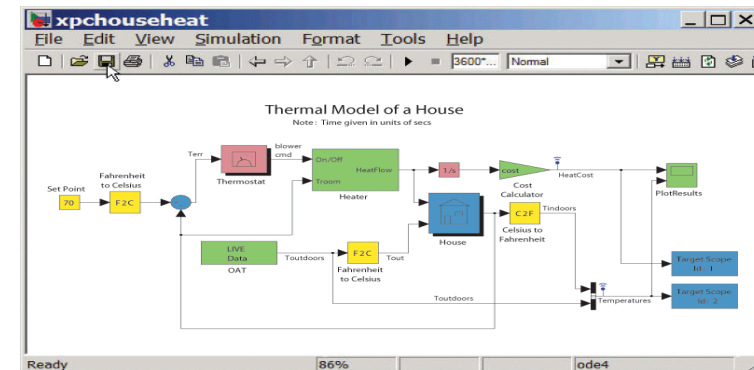 xpchouseheat
File Edit View Simulation Format Tools Help
3600*... Normal
Thermal Model of a House
Note: Time given in units of secs
Set Point
70
Fahrenheit
to Celsius
F2C
Terr
Thermostat
blower
cmd
On/Off
HeatFlow
Troom
Heater
1/s
cost
Cost
Calculator
HeatCost
PlotResults
House
C2F
Celsius to
Fahrenheit
Tindoors
LIVE
Data
OAT
Toutdoors
F2C
Fahrenheit
to Celsius
Tout
Toutdoors
Temperatures
Target Scope
Id: 1
Target Scope
Id: 2
Ready 86% ode4